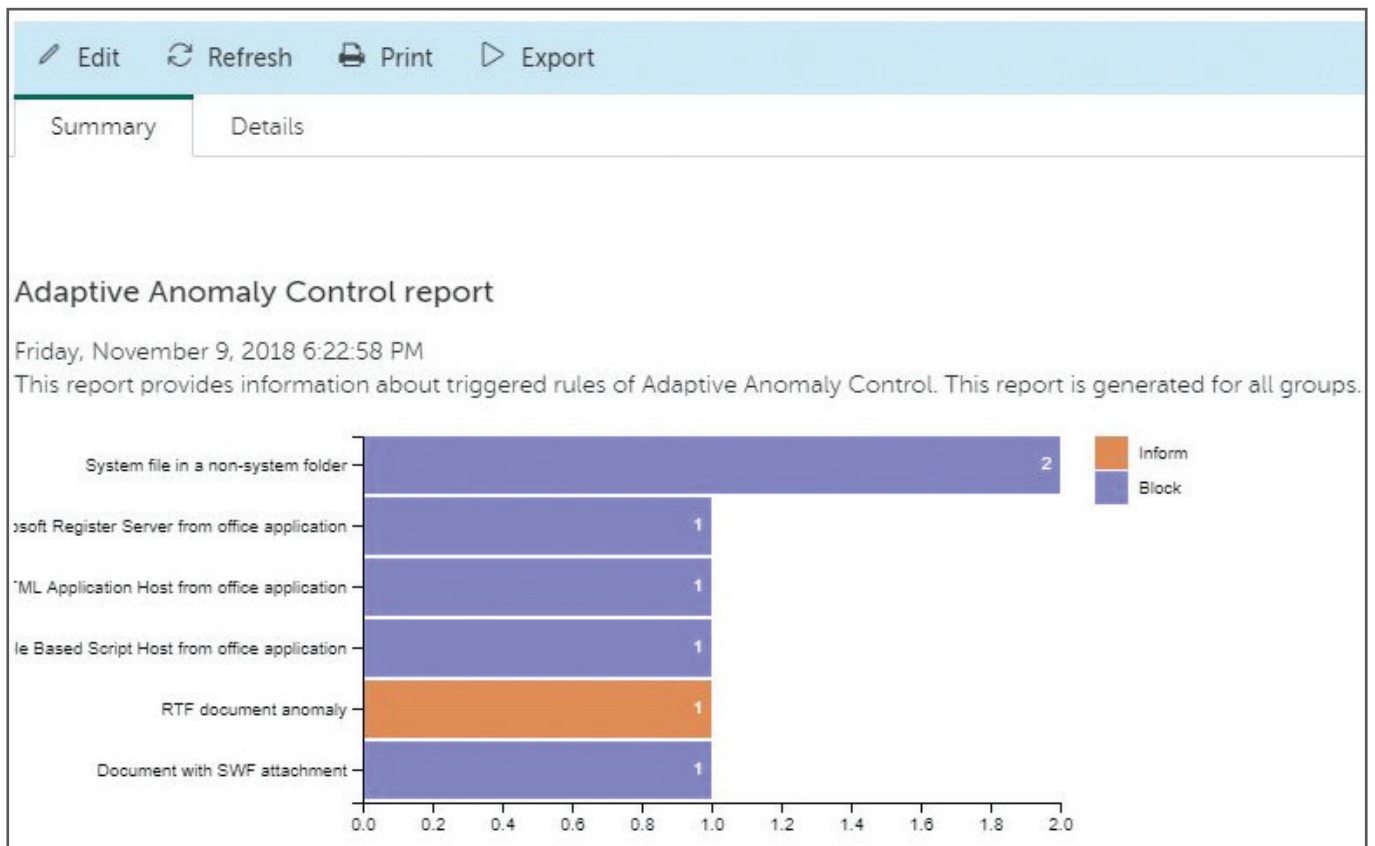 Edit Refresh Print Export
Summary Details
Adaptive Anomaly Control report
Friday, November 9, 2018 6:22:58 PM
This report provides information about triggered rules of Adaptive Anomaly Control. This report is generated for all groups.
System file in a non-system folder 2 Inform
Block
osoft Register Server from office application 1
TML Application Host from office application 1
le Based Script Host from office application 1
RTF document anomaly 1
Document with SWF attachment 1
0.0 0.2 0.4 0.6 0.8 1.0 1.2 1.4 1.6 1.8 2.0